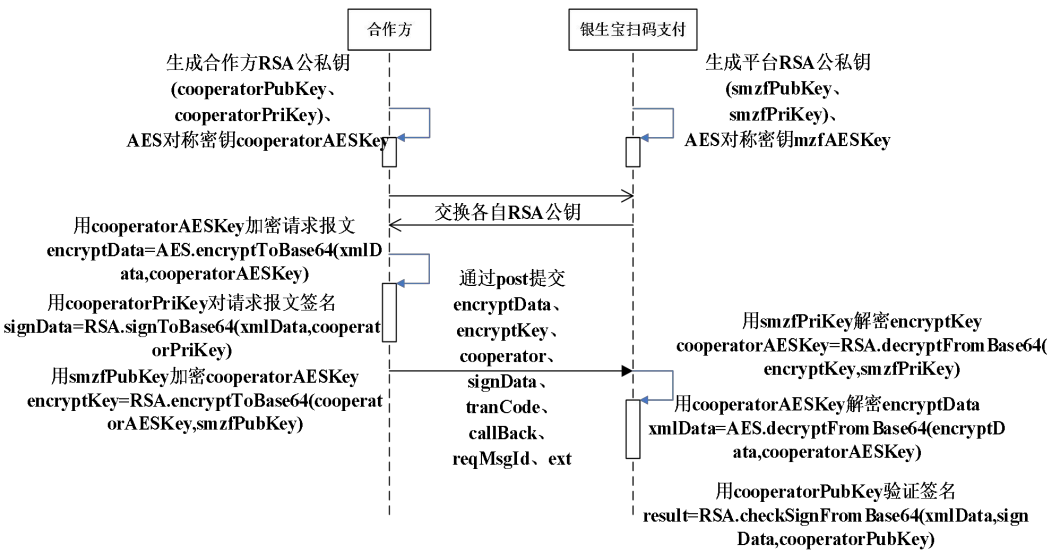 合作方
银生宝扫码支付
生成合作方RSA公私钥
(cooperatorPubKey、
cooperatorPriKey)、
AES对称密钥cooperatorAESKey
生成平台RSA公私钥
(smzfPubKey、
smzfPriKey)、
AES对称密钥mzfAESKey
交换各自RSA公钥
用cooperatorAESKey加密请求报文
encryptData=AES.encryptToBase64(xmlD
ata,cooperatorAESKey)
用cooperatorPriKey对请求报文签名
signData=RSA.signToBase64(xmlData,cooperat
orPriKey)
用smzfPubKey加密cooperatorAESKey
encryptKey=RSA.encryptToBase64(cooperat
orAESKey,smzfPubKey)
通过post提交
encryptData、
encryptKey、
cooperator、
signData、
tranCode、
callBack、
reqMsgId、ext
用smzfPriKey解密encryptKey
cooperatorAESKey=RSA.decryptFromBase64(
encryptKey,smzfPriKey)
用cooperatorAESKey解密encryptData
xmlData=AES.decryptFromBase64(encryptD
ata,cooperatorAESKey)
用cooperatorPubKey验证签名
result=RSA.checkSignFromBase64(xmlData,sign
Data,cooperatorPubKey)